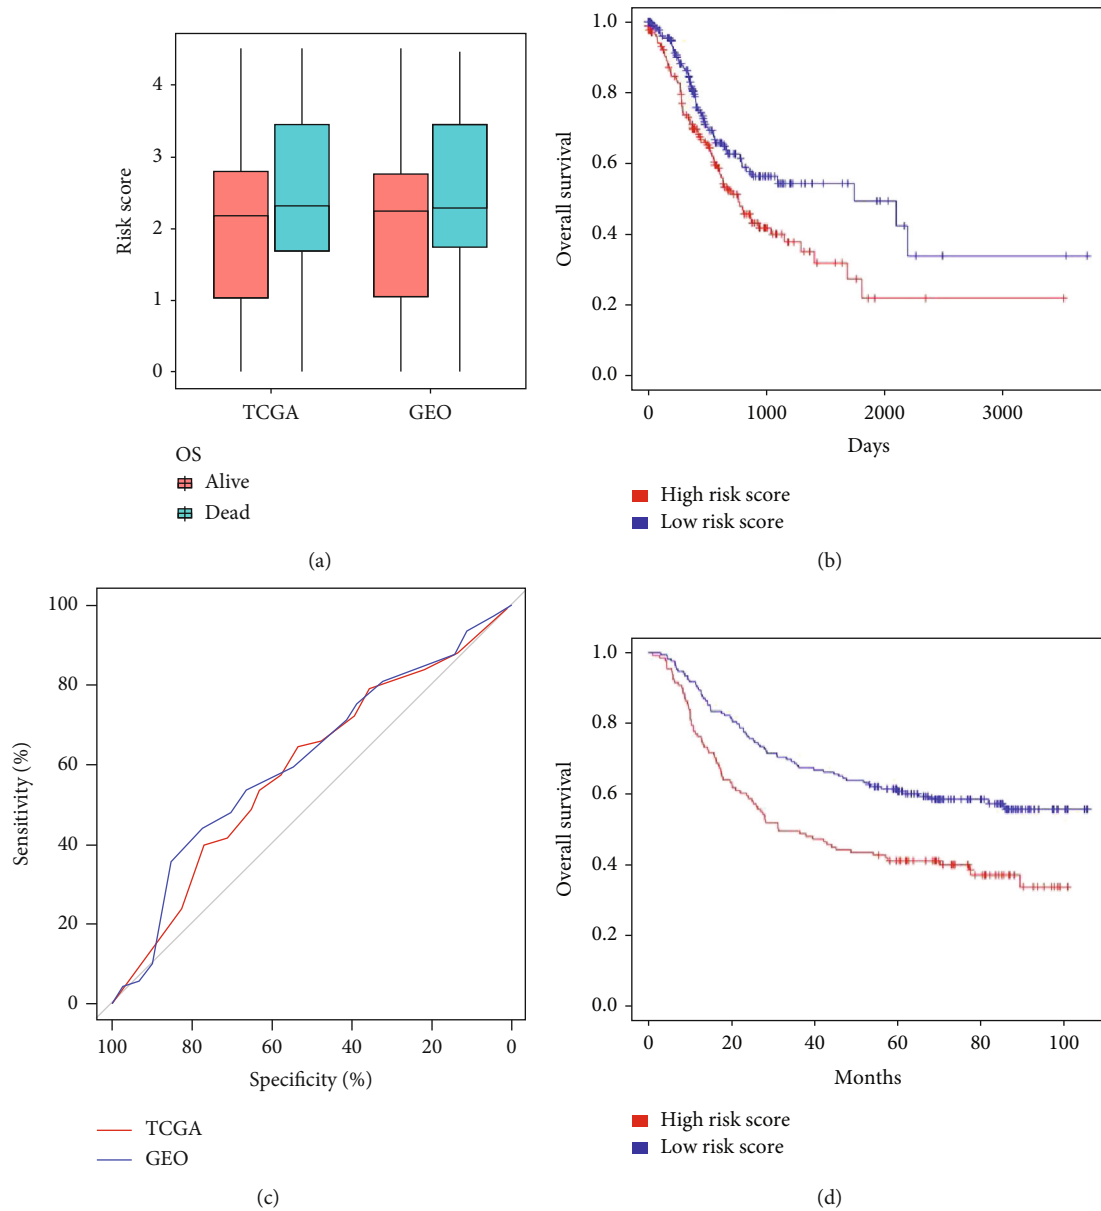 4
3
2
1
0
Risk score
TCGA
GEO
OS
Alive
Dead
(a)
1.0
0.8
0.6
0.4
0.2
0.0
Overall survival
0
1000
2000
3000
Days
High risk score
Low risk score
(b)
100
80
60
40
20
0
Sensitivity (%)
100
80
60
40
20
0
Specificity (%)
TCGA
GEO
(c)
1.0
0.8
0.6
0.4
0.2
0.0
Overall survival
0
20
40
60
80
100
Months
High risk score
Low risk score
(d)